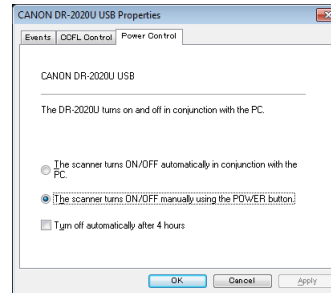 CANON DR-2020U USB Properties
Events CCFL Control Power Control
CANON DR-2020U USB
The DR-2020U turns on and off in conjunction with the PC.
The scanner turns ON/OFF automatically in conjunction with the
PC.
The scanner turns ON/OFF manually using the POWER button.
Turn off automatically after 4 hours
OK Cancel Apply